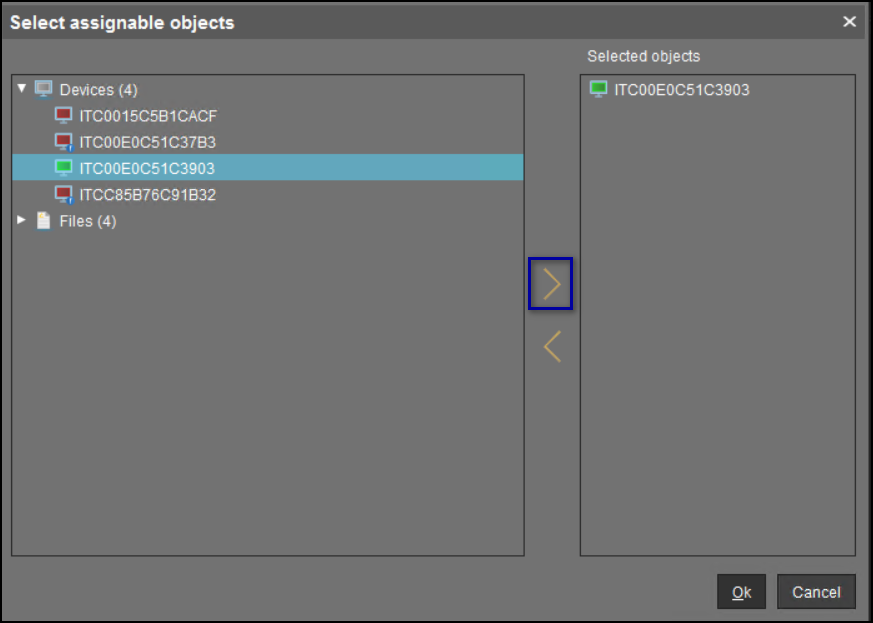 Select assignable objects
Selected objects
Devices (4)
ITC0015C5B1CACF
ITC00E0C51C37B3
ITC00E0C51C3903
ITCC85B76C91B32
Files (4)
ITC00E0C51C3903
Ok
Cancel